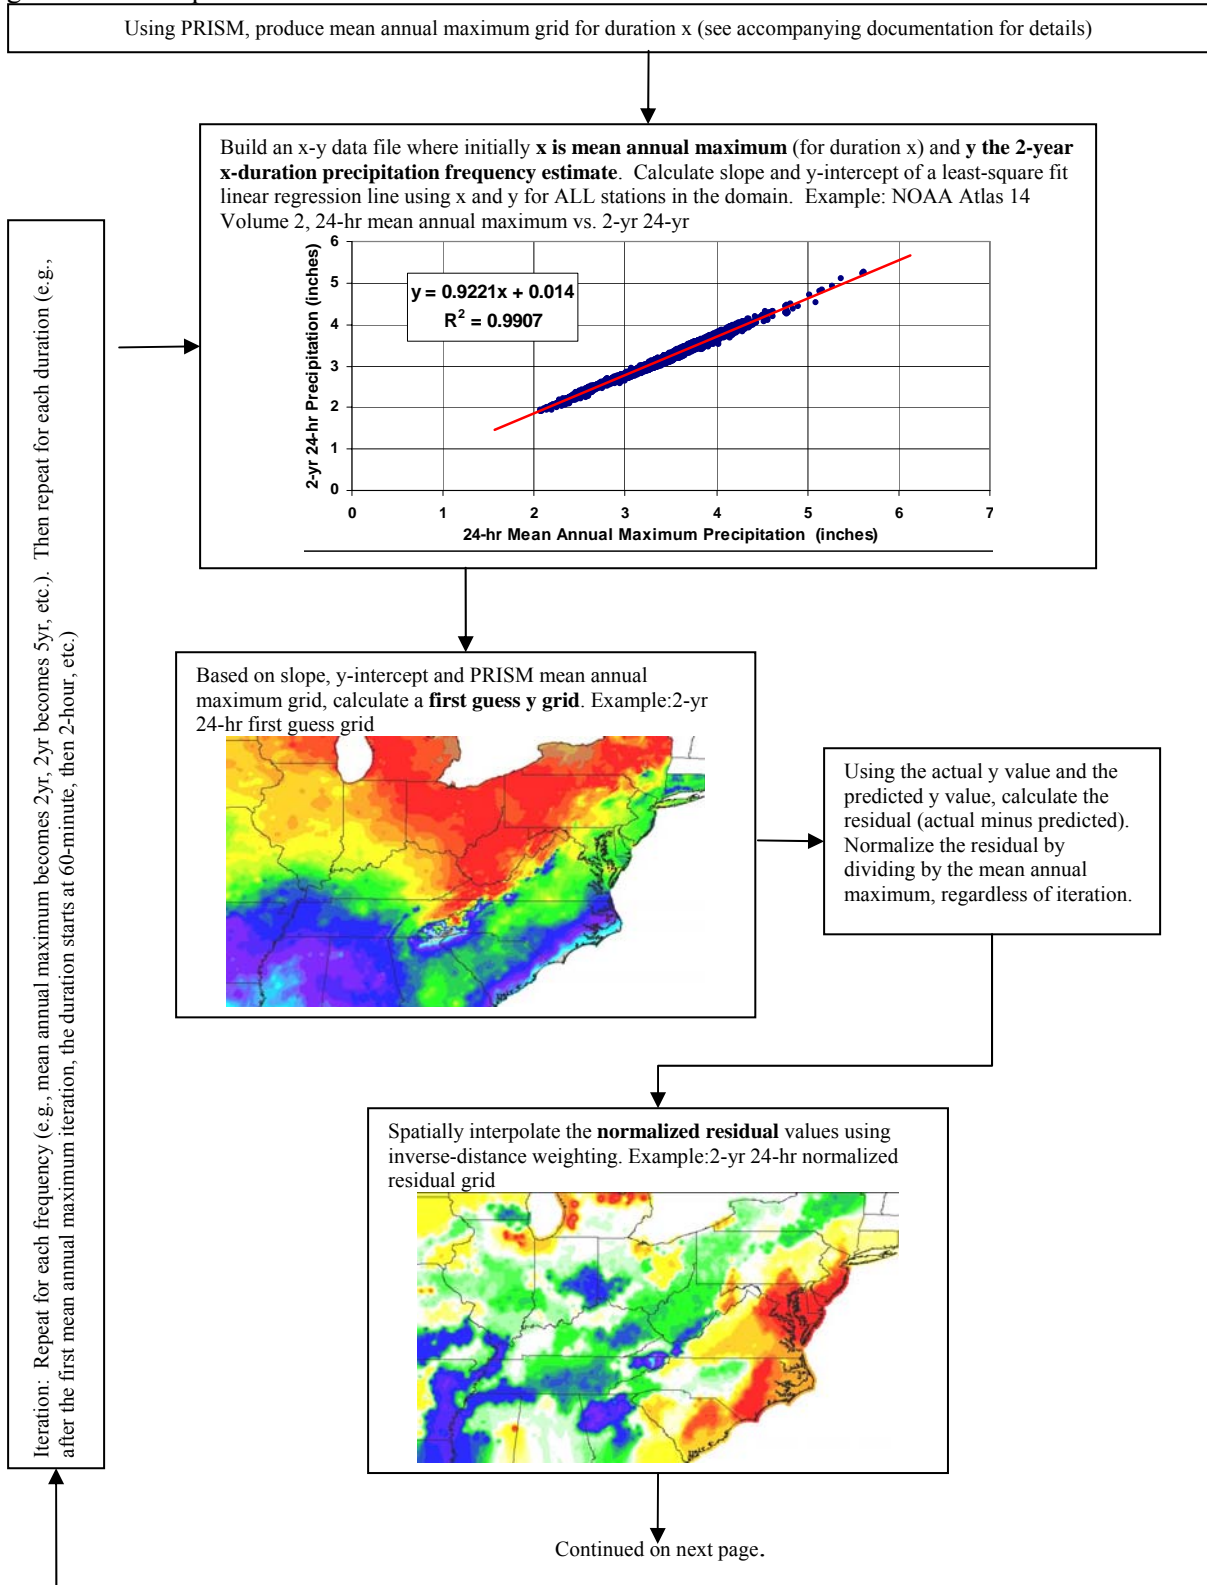 Using PRISM, produce mean annual maximum grid for duration x (see accompanying documentation for details)
Build an x-y data file where initially x is mean annual maximum (for duration x) and y the 2-year
x-duration precipitation frequency estimate. Calculate slope and y-intercept of a least-square fit
linear regression line using x and y for ALL stations in the domain. Example: NOAA Atlas 14
Volume 2, 24-hr mean annual maximum vs. 2-yr 24-yr
2-yr 24-hr Precipitation (inches)
6
5
4
3
2
1
0
y = 0.9221x + 0.014
R² = 0.9907
0 1 2 3 4 5 6 7
24-hr Mean Annual Maximum Precipitation (inches)
Iteration: Repeat for each frequency (e.g., mean annual maximum becomes 2yr, 2yr becomes 5yr, etc.). Then repeat for each duration (e.g.,
after the first mean annual maximum iteration, the duration starts at 60-minute, then 2-hour, etc.)
Based on slope, y-intercept and PRISM mean annual
maximum grid, calculate a first guess y grid. Example:2-yr
24-hr first guess grid
Using the actual y value and the
predicted y value, calculate the
residual (actual minus predicted).
Normalize the residual by
dividing by the mean annual
maximum, regardless of iteration.
Spatially interpolate the normalized residual values using
inverse-distance weighting. Example:2-yr 24-hr normalized
residual grid
Continued on next page.